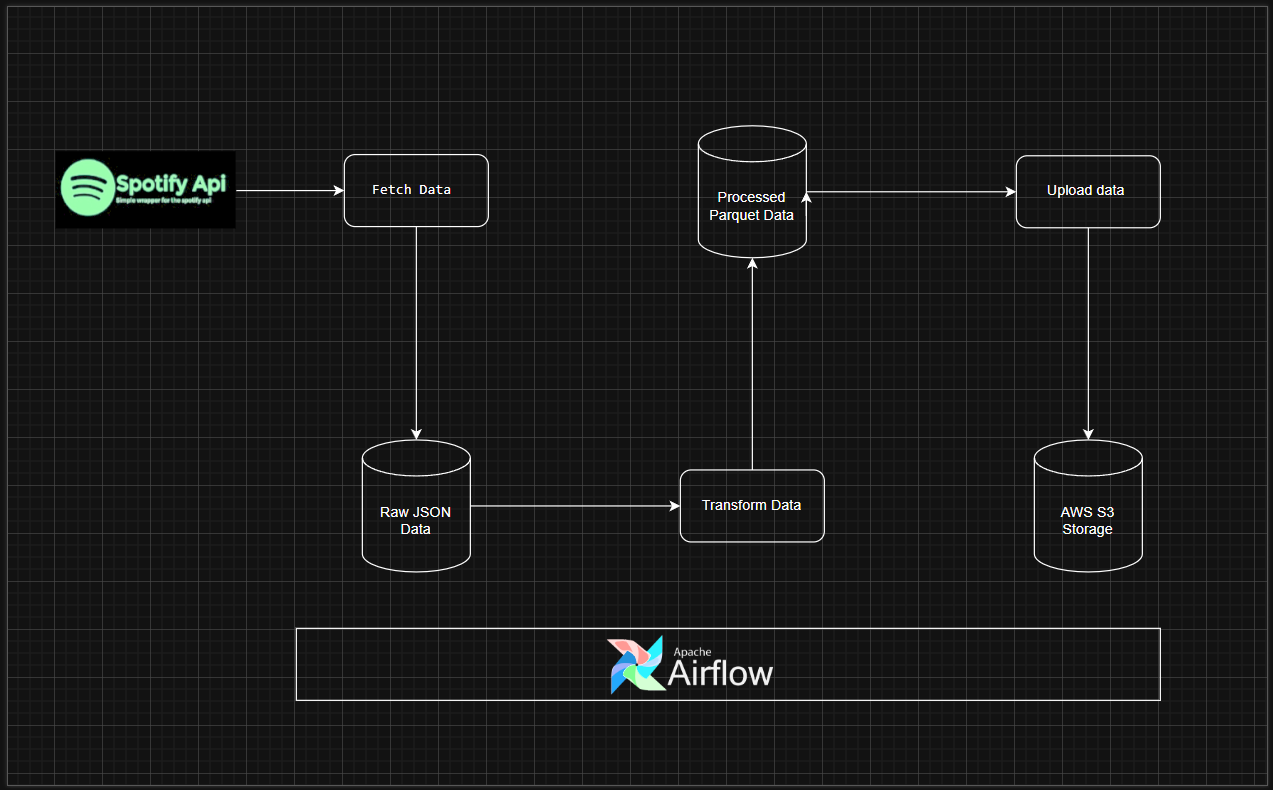 Spotify Api
Simple wrapper for the spotify api
Fetch Data
Processed
Parquet Data
Upload data
Raw JSON
Data
Transform Data
AWS S3
Storage
Apache
Airflow